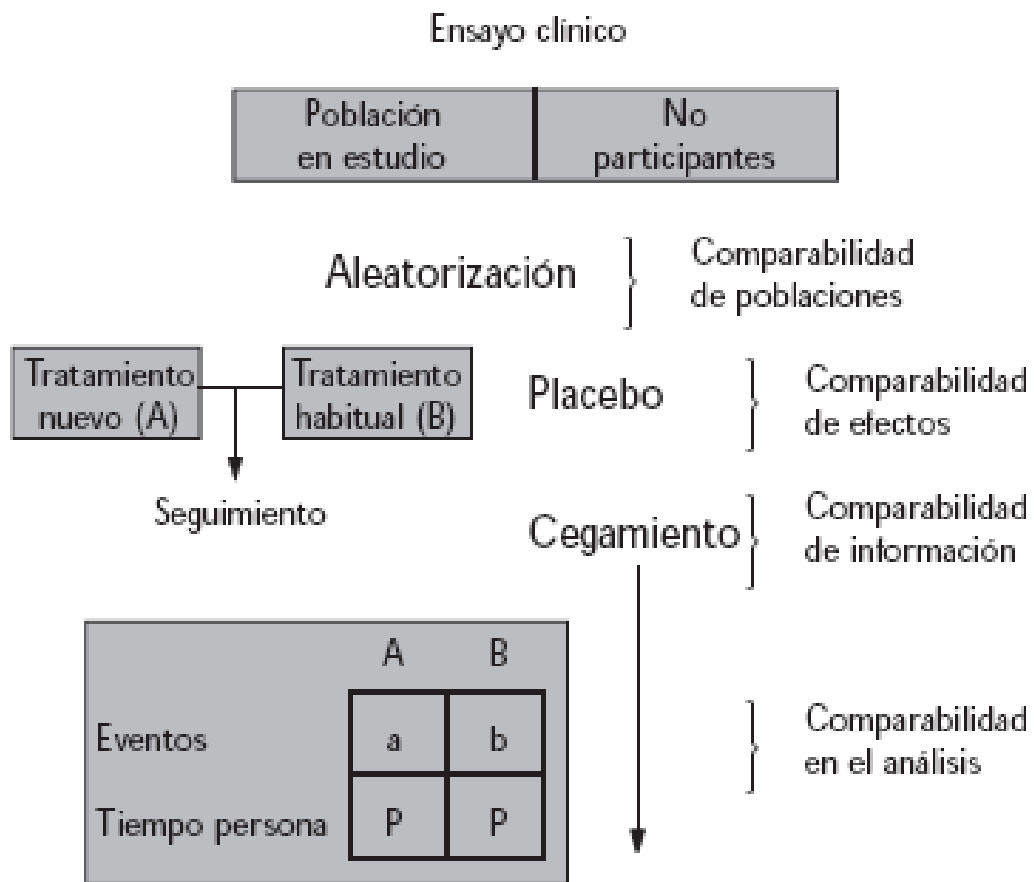 Ensayo clínico
Población
en estudio
No
participantes
Aleatorización
Comparabilidad
de poblaciones
Tratamiento
nuevo (A)
Tratamiento
habitual (B)
Placebo
Comparabilidad
de efectos
Seguimiento
Cegamiento
Comparabilidad
de información
A B
Eventos a b
Tiempo persona P P
Comparabilidad
en el análisis